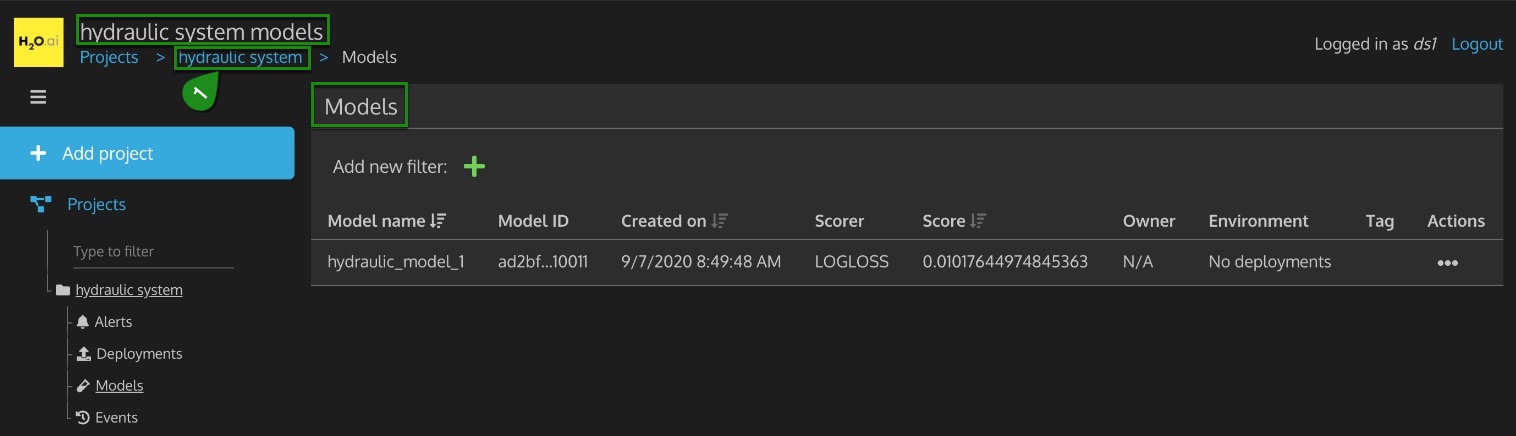 H2O.ai
hydraulic system models
Projects > hydraulic system > Models
Logged in as ds1 Logout
1
Models
Add project
Add new filter:
Projects
Model name Model ID Created on Scorer Score Owner Environment Tag Actions
Type to filter
hydraulic_model_1 ad2bf...10011 9/7/2020 8:49:48 AM LOGLOSS 0.01017644974845363 N/A No deployments
hydraulic system
Alerts
Deployments
Models
Events